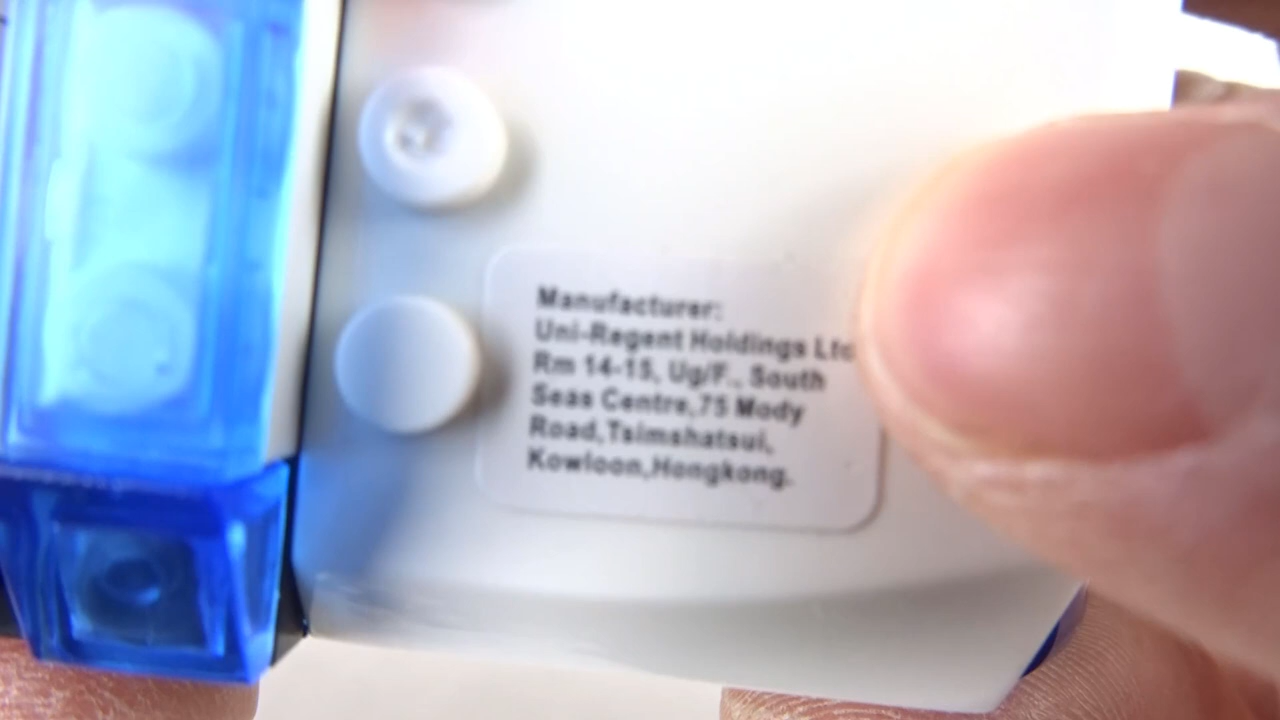 Manufacturer:
Uni-Regent Holdings Ltd
Rm 14-15, Ug/F., South
Seas Centre,75 Mody
Road,Tsimshatsui,
Kowloon,Hongkong.